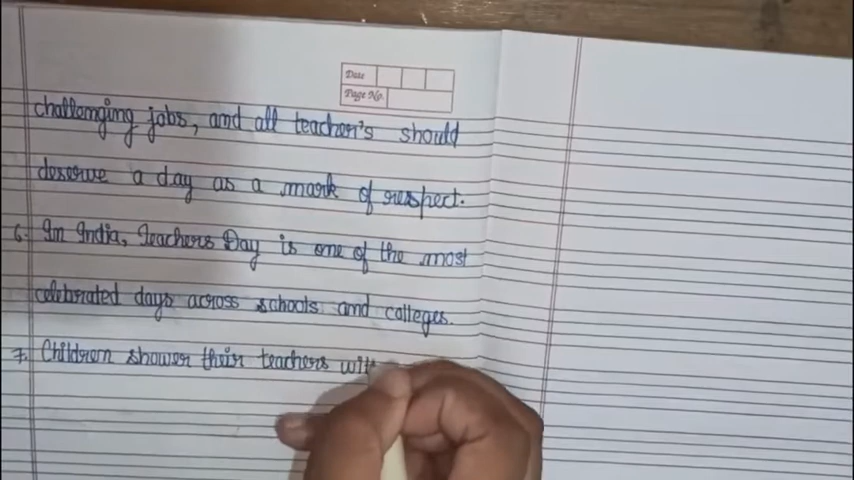 Date
Page No.
challanging jobs, and all teacher's should
deserve a day as a mark of respect.
6. In India, Teachers Day is one of the most
celebrated days across schools and colleges.
7. Children shower their teachers